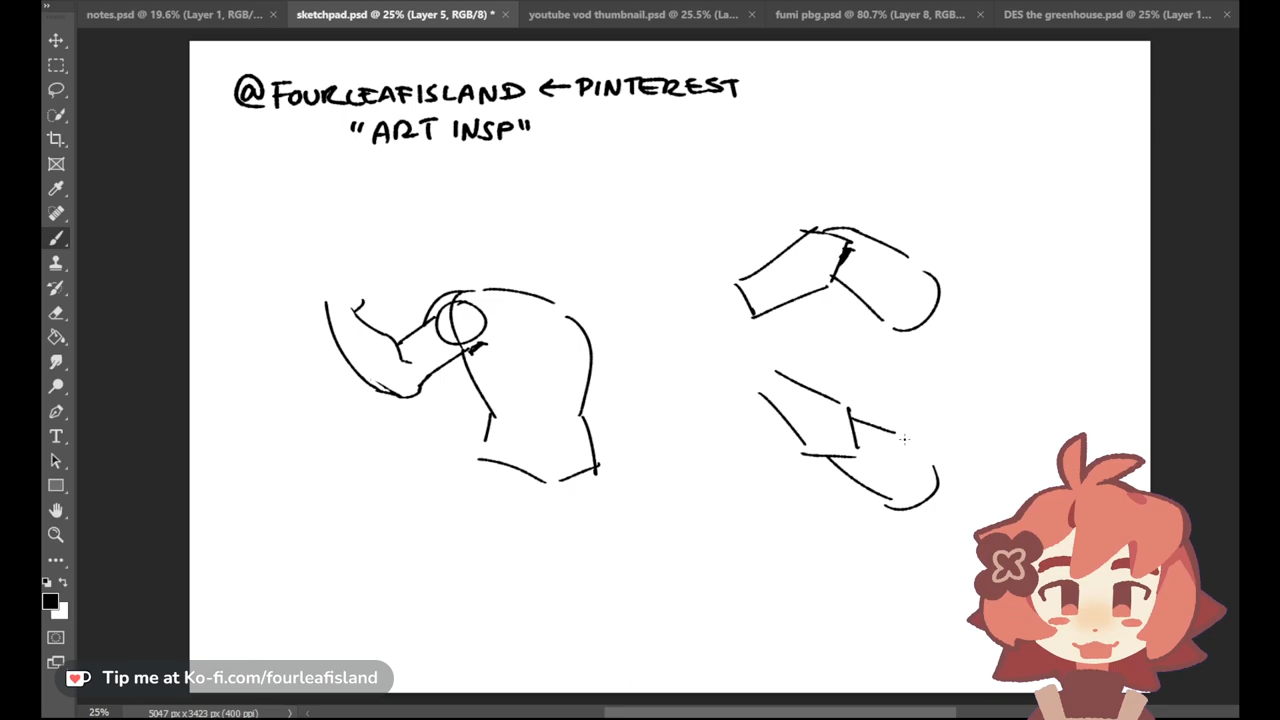 notes.psd @ 19.6% (Layer 1, RGB/...
sketchpad.psd @ 25% (Layer 5, RGB/8) *
youtube vod thumbnail.psd @ 25.5% (La...
fumi pbg.psd @ 80.7% (Layer 8, RGB...
DES the greenhouse.psd @ 25% (Layer 1...
@FOURLEAFISLAND ← PINTEREST
"ART INSP"
Tip me at Ko-fi.com/fourleafisland
25%
5047 px x 3423 px (400 ppi)